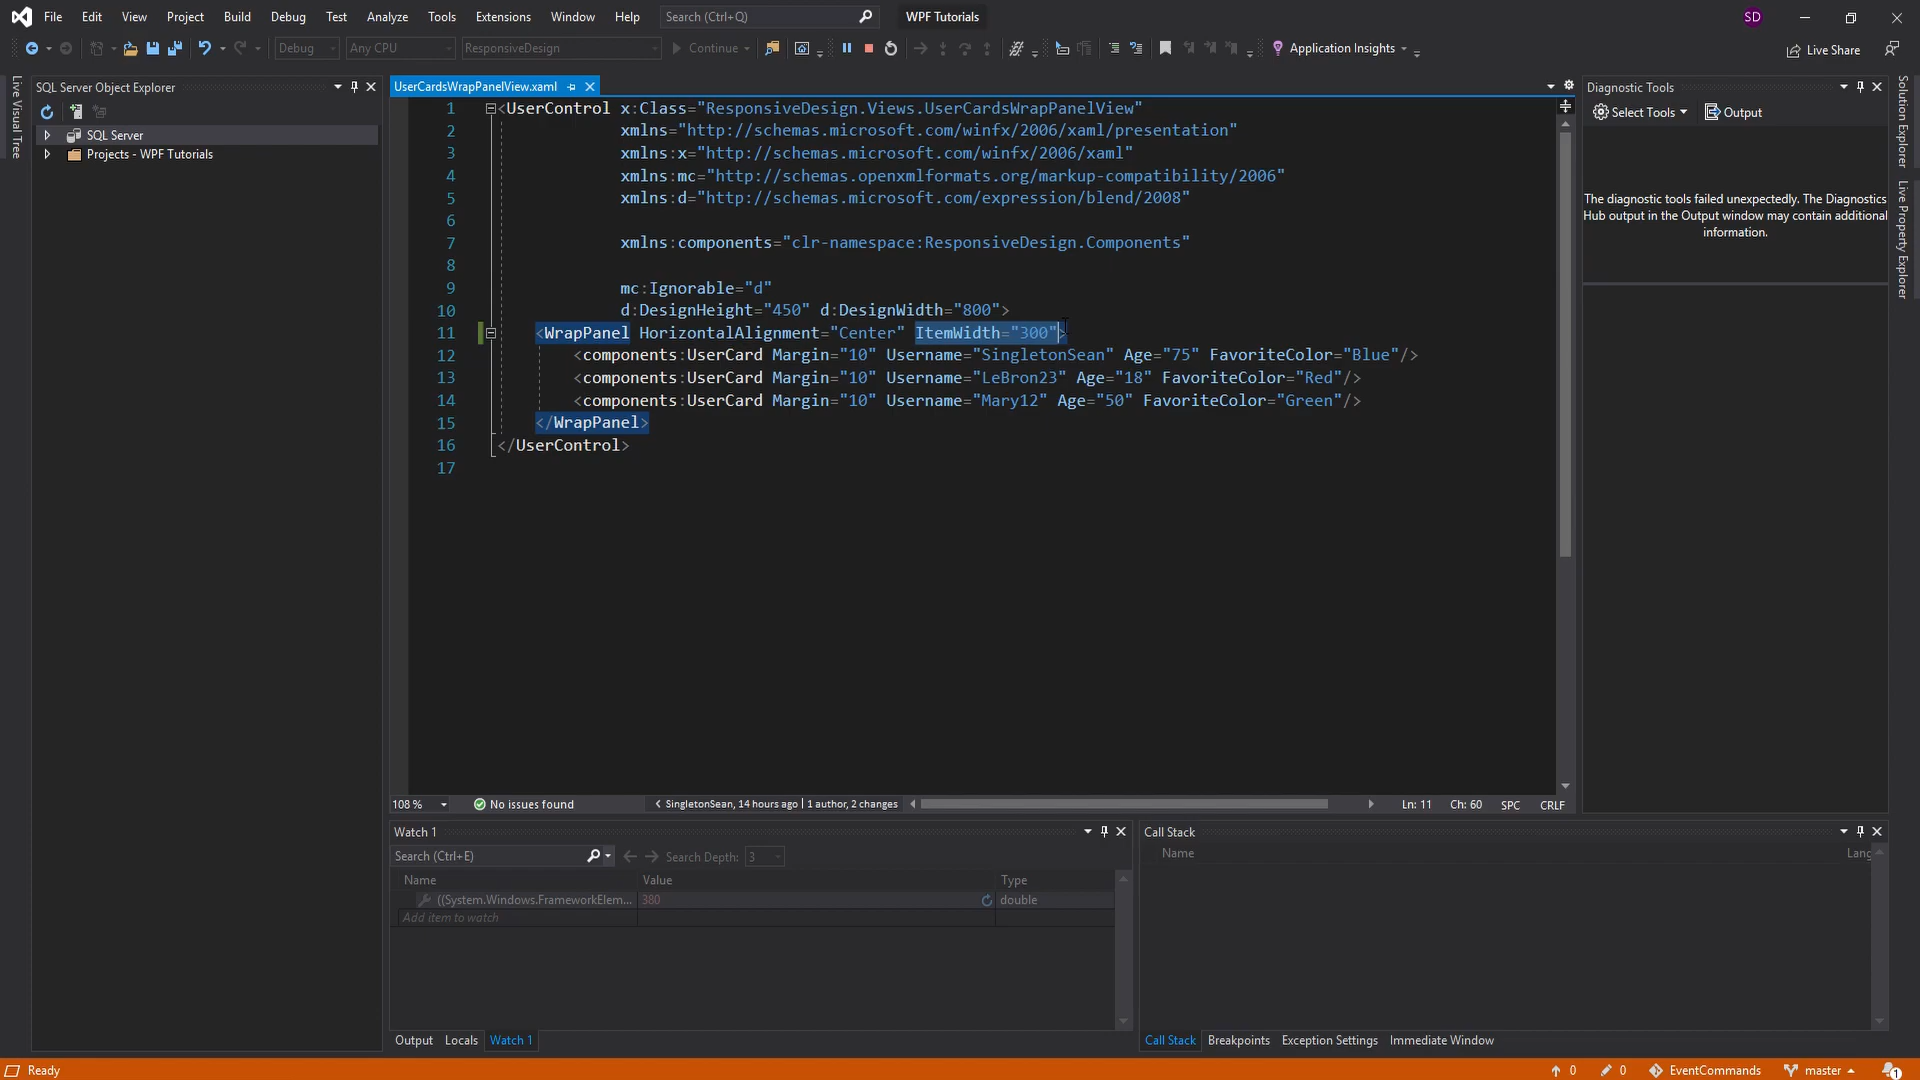 File Edit View Project Build Debug Test Analyze Tools Extensions Window Help Search (Ctrl+Q) WPF Tutorials SD
Debug Any CPU ResponsiveDesign Continue Application Insights Live Share
Live Visual Tree
SQL Server Object Explorer
SQL Server
Projects - WPF Tutorials
UserCardsWrapPanelView.xaml
1 <UserControl x:Class="ResponsiveDesign.Views.UserCardsWrapPanelView"
2 xmlns="http://schemas.microsoft.com/winfx/2006/xaml/presentation"
3 xmlns:x="http://schemas.microsoft.com/winfx/2006/xaml"
4 xmlns:mc="http://schemas.openxmlformats.org/markup-compatibility/2006"
5 xmlns:d="http://schemas.microsoft.com/expression/blend/2008"
6
7 xmlns:components="clr-namespace:ResponsiveDesign.Components"
8
9 mc:Ignorable="d"
10 d:DesignHeight="450" d:DesignWidth="800">
11 <WrapPanel HorizontalAlignment="Center" ItemWidth="300">
12 <components:UserCard Margin="10" Username="SingletonSean" Age="75" FavoriteColor="Blue"/>
13 <components:UserCard Margin="10" Username="LeBron23" Age="18" FavoriteColor="Red"/>
14 <components:UserCard Margin="10" Username="Mary12" Age="50" FavoriteColor="Green"/>
15 </WrapPanel>
16 </UserControl>
17
108 % No issues found SingletonSean, 14 hours ago | 1 author, 2 changes Ln: 11 Ch: 60 SPC CRLF
Diagnostic Tools
Select Tools Output
The diagnostic tools failed unexpectedly. The Diagnostics
Hub output in the Output window may contain additional
information.
Solution Explorer
Live Property Explorer
Watch 1
Search (Ctrl+E) Search Depth: 3
Name Value Type
((System.Windows.FrameworkElem... 380 double
Add item to watch
Output Locals Watch 1
Call Stack
Name Lang
Call Stack Breakpoints Exception Settings Immediate Window
Ready 0 0 EventCommands master 1